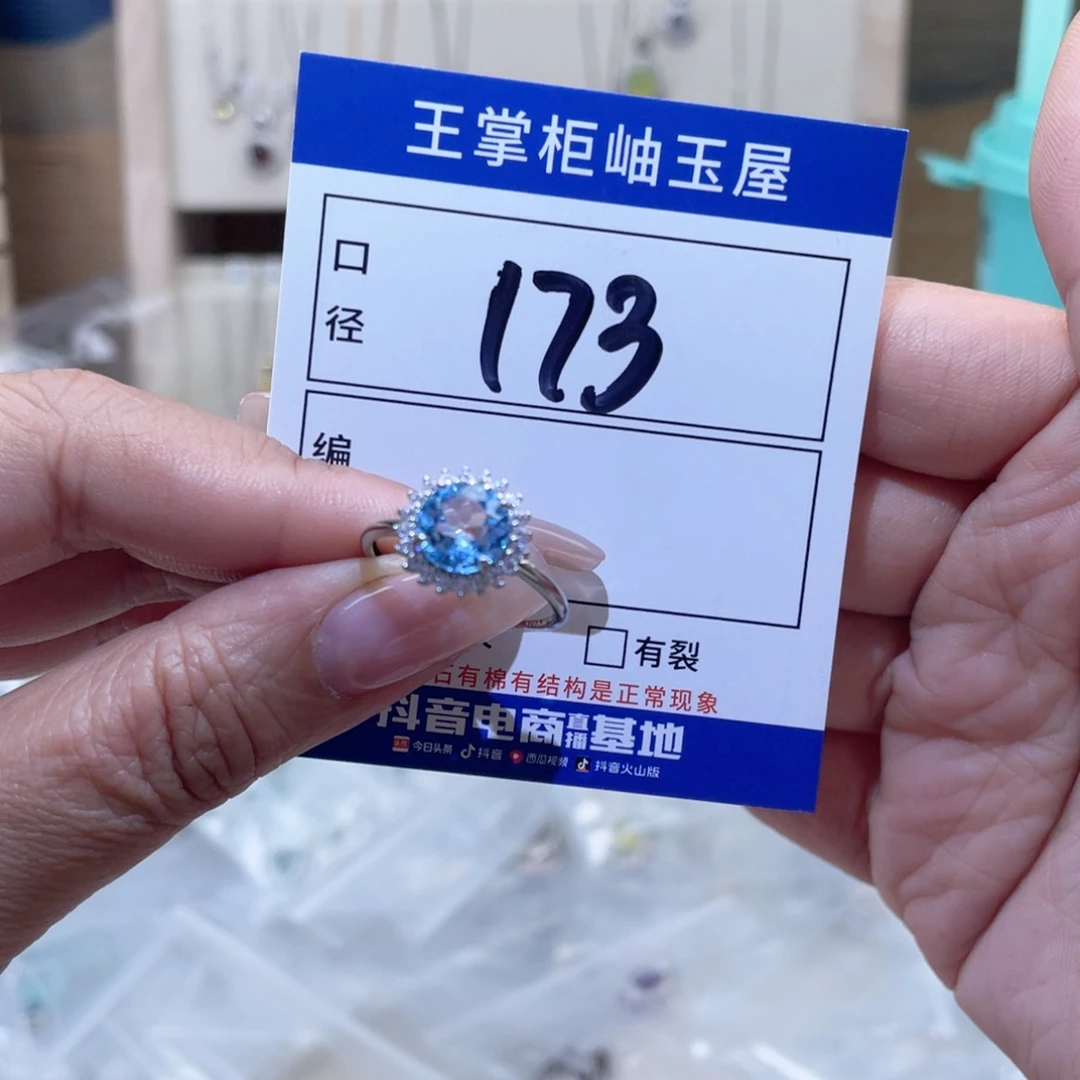 王掌柜岫玉屋
口径
173
编
有裂
石有棉有结构是正常现象
抖音电商直播基地
今日头条 抖音 西瓜视频 抖音火山版